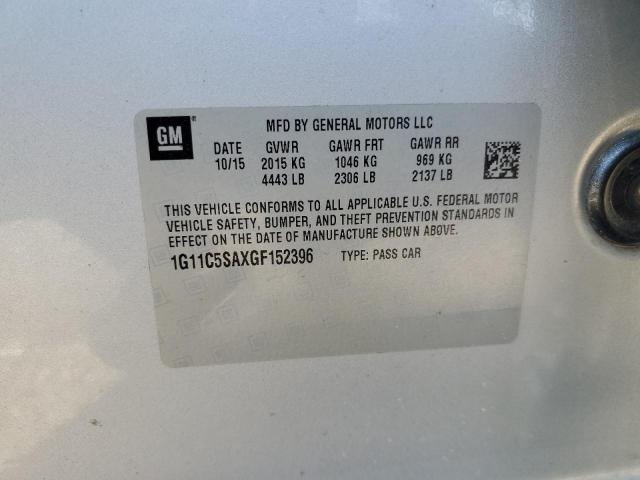 GM ® MFD BY GENERAL MOTORS LLC
DATE GVWR GAWR FRT GAWR RR
10/15 2015 KG 1046 KG 969 KG
4443 LB 2306 LB 2137 LB
THIS VEHICLE CONFORMS TO ALL APPLICABLE U.S. FEDERAL MOTOR
VEHICLE SAFETY, BUMPER, AND THEFT PREVENTION STANDARDS IN
EFFECT ON THE DATE OF MANUFACTURE SHOWN ABOVE.
1G11C5SAXGF152396 TYPE: PASS CAR